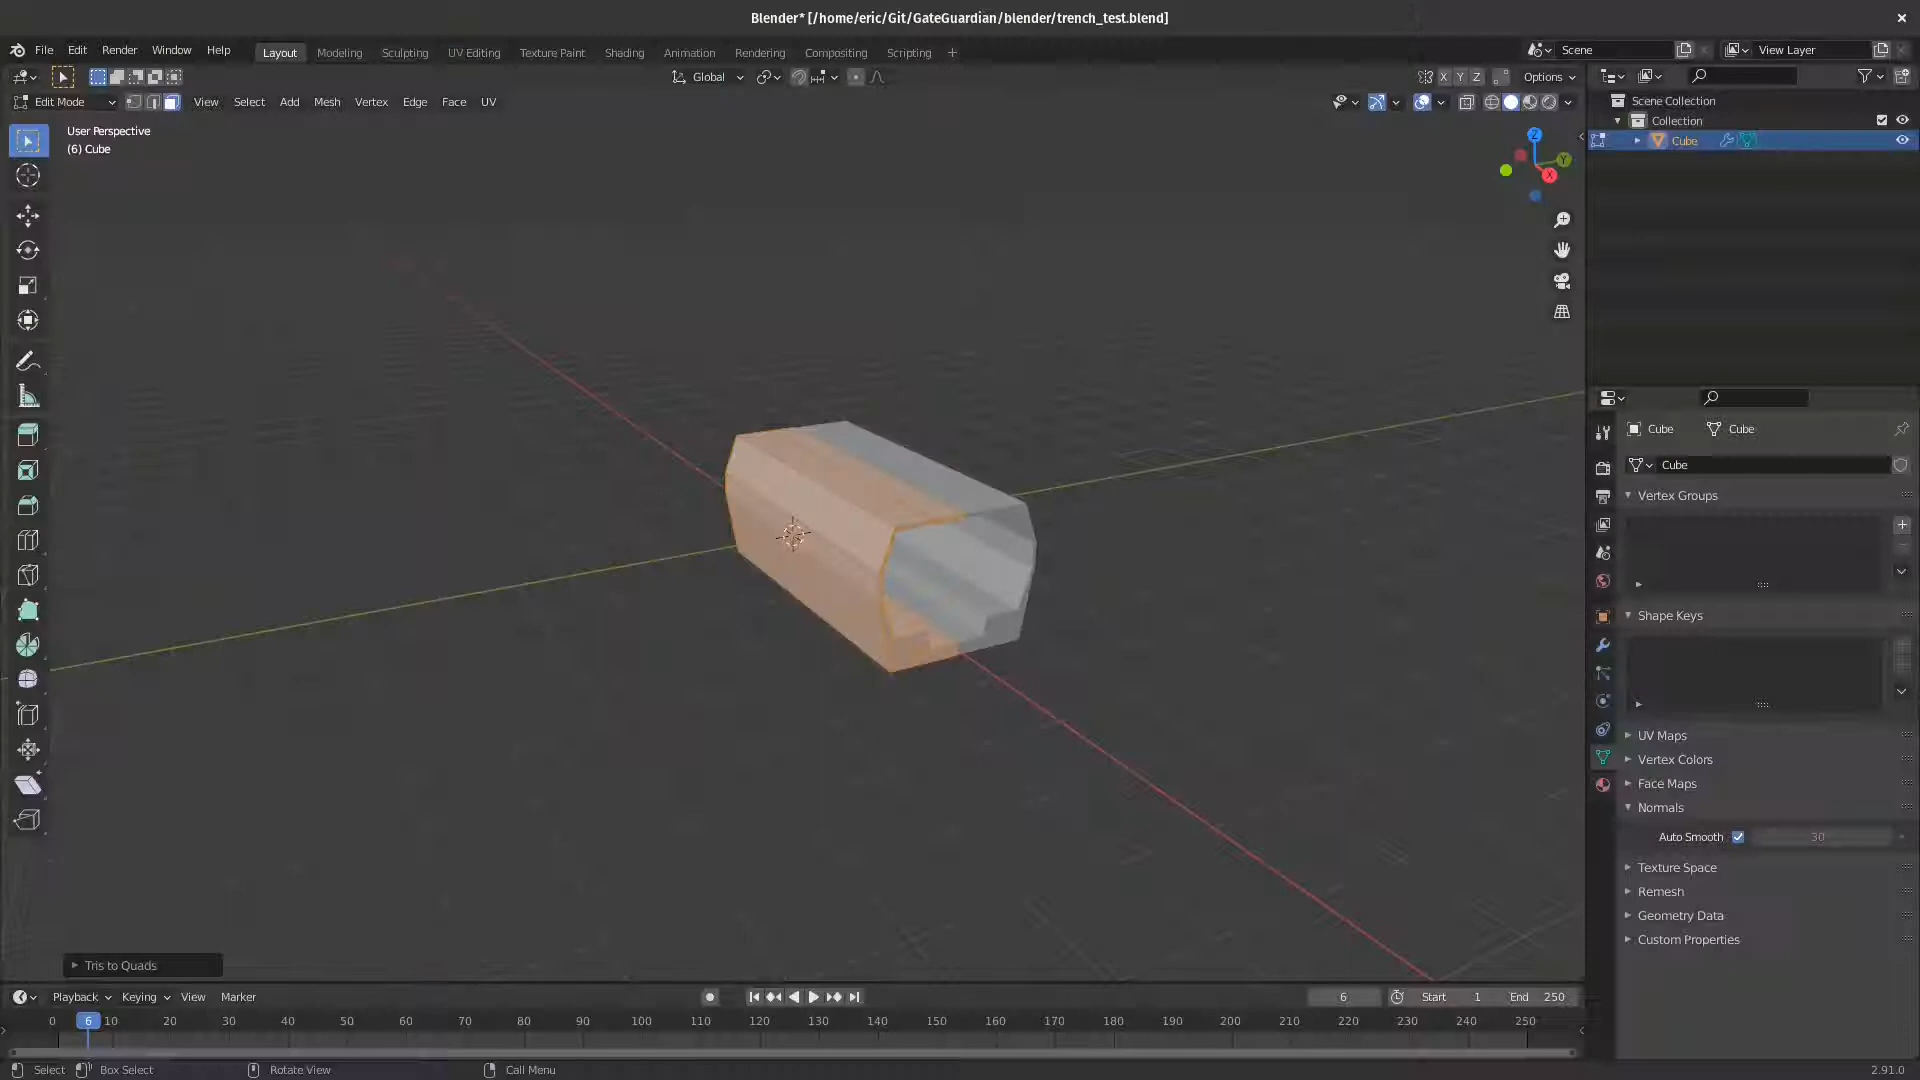 Blender* [/home/eric/Git/GateGuardian/blender/trench_test.blend]
File Edit Render Window Help Layout Modeling Sculpting UV Editing Texture Paint Shading Animation Rendering Compositing Scripting Scene View Layer
Global X Y Z Options
Edit Mode View Select Add Mesh Vertex Edge Face UV
User Perspective
(6) Cube
Z
Y
X
Scene Collection
Collection
Cube
Cube Cube
Cube
Vertex Groups
Shape Keys
UV Maps
Vertex Colors
Face Maps
Normals
Auto Smooth 30
Texture Space
Remesh
Geometry Data
Custom Properties
Tris to Quads
Playback Keying View Marker 6 Start 1 End 250
0 6 10 20 30 40 50 60 70 80 90 100 110 120 130 140 150 160 170 180 190 200 210 220 230 240 250
Select Box Select Rotate View Call Menu 2.91.0